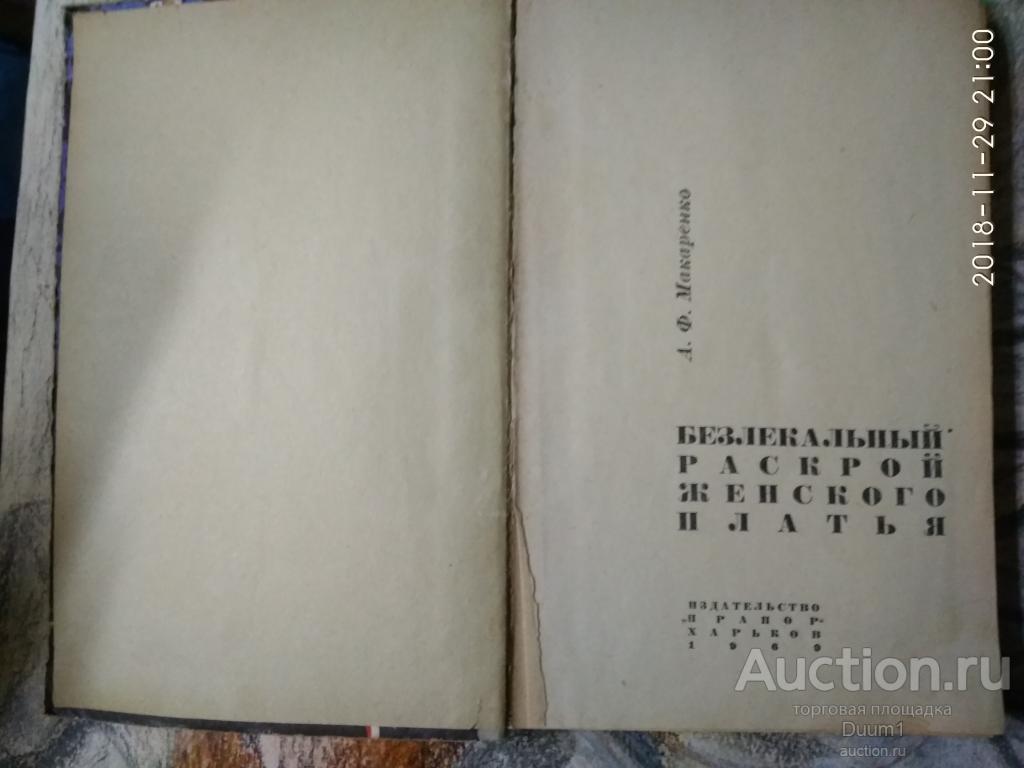 А. Ф. Макаренко
БЕЗЛЕКАЛЬНЫЙ
РАСКРОЙ
ЖЕНСКОГО
ПЛАТЬЯ
ИЗДАТЕЛЬСТВО
„ПРАПОР“
ХАРЬКОВ
1969
2018-11-29 21:00
Auction.ru
торговая площадка
Duum1
auction.ru